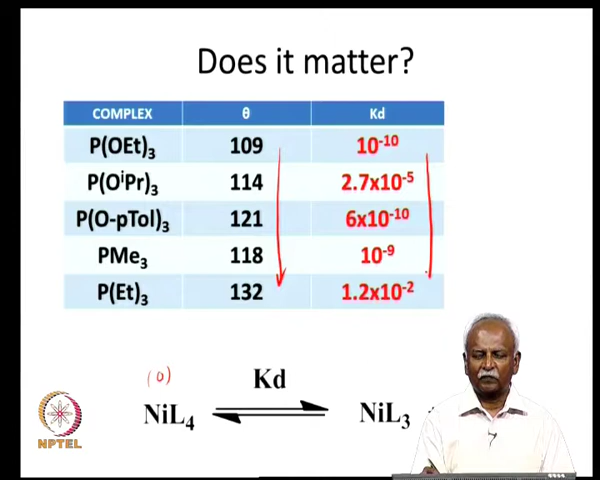 Does it matter?
COMPLEX θ Kd
P(OEt)₃ 109 10⁻¹⁰
P(OⁱPr)₃ 114 2.7x10⁻⁵
P(O-pTol)₃ 121 6x10⁻¹⁰
PMe₃ 118 10⁻⁹
P(Et)₃ 132 1.2x10⁻²
(0) Kd
NiL₄ NiL₃
NPTEL